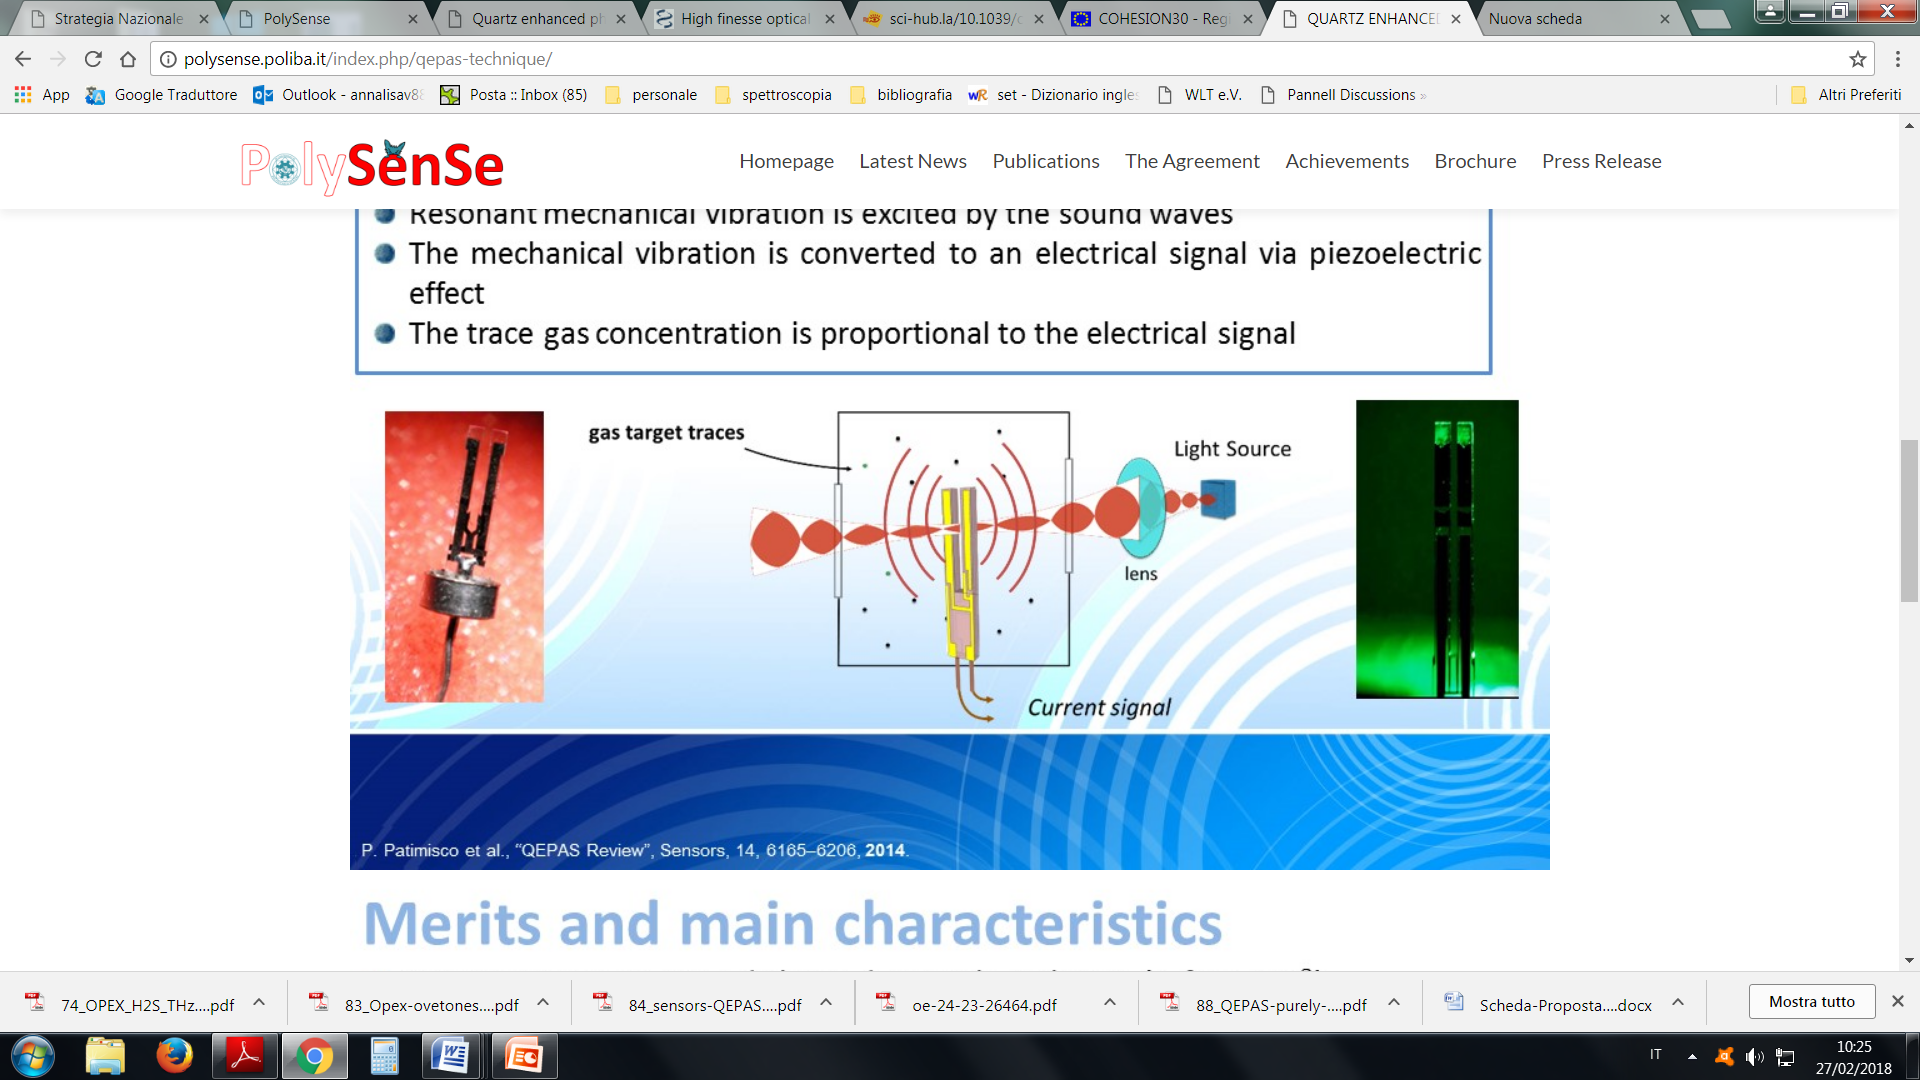 Strategia Nazionale
PolySense
Quartz enhanced ph
High finesse optical
sci-hub.la/10.1039/c
COHESION30 - Reg
QUARTZ ENHANCED
Nuova scheda
polysense.poliba.it/index.php/qepas-technique/
App
Google Traduttore
Outlook - annalisav88
Posta :: Inbox (85)
personale
spettroscopia
bibliografia
set - Dizionario ingle
WLT e.V.
Pannell Discussions
»
Altri Preferiti
PolySenSe
Homepage
Latest News
Publications
The Agreement
Achievements
Brochure
Press Release
Resonant mechanical vibration is excited by the sound waves
The mechanical vibration is converted to an electrical signal via piezoelectric
effect
The trace gas concentration is proportional to the electrical signal
gas target traces
Light Source
lens
Current signal
P. Patimisco et al., “QEPAS Review”, Sensors, 14, 6165–6206, 2014.
Merits and main characteristics
74_OPEX_H2S_THz....pdf
83_Opex-ovetones....pdf
84_sensors-QEPAS....pdf
oe-24-23-26464.pdf
88_QEPAS-purely-....pdf
Scheda-Proposta....docx
Mostra tutto
IT
10:25
27/02/2018